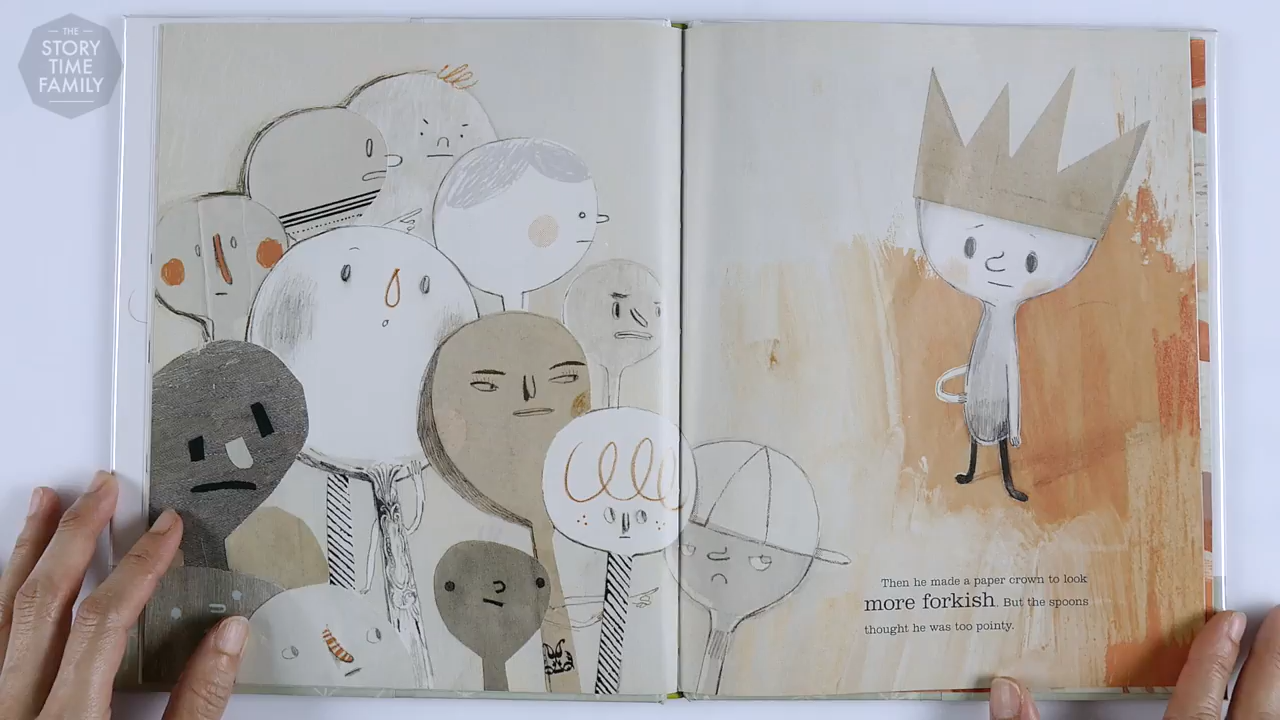 THE
STORY
TIME
FAMILY
Then he made a paper crown to look
more forkish. But the spoons
thought he was too pointy.